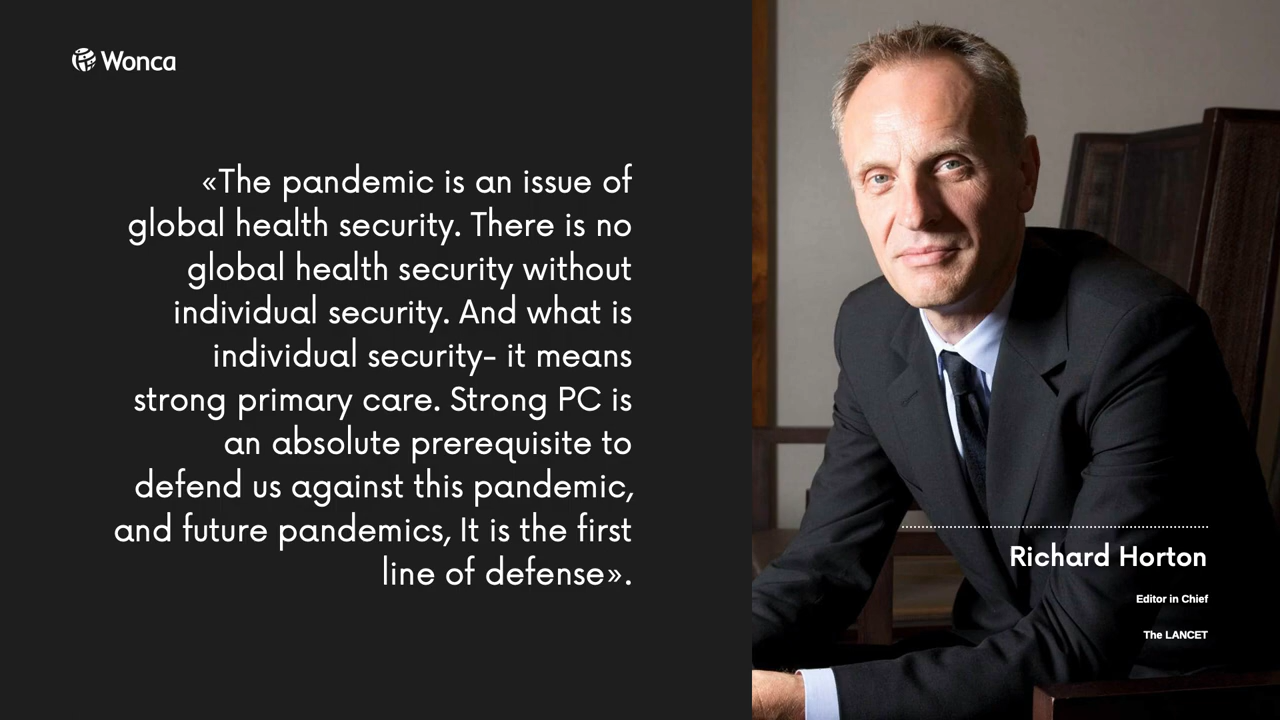 Wonca
«The pandemic is an issue of
global health security. There is no
global health security without
individual security. And what is
individual security- it means
strong primary care. Strong PC is
an absolute prerequisite to
defend us against this pandemic,
and future pandemics, It is the first
line of defense».
Richard Horton
Editor in Chief
The LANCET